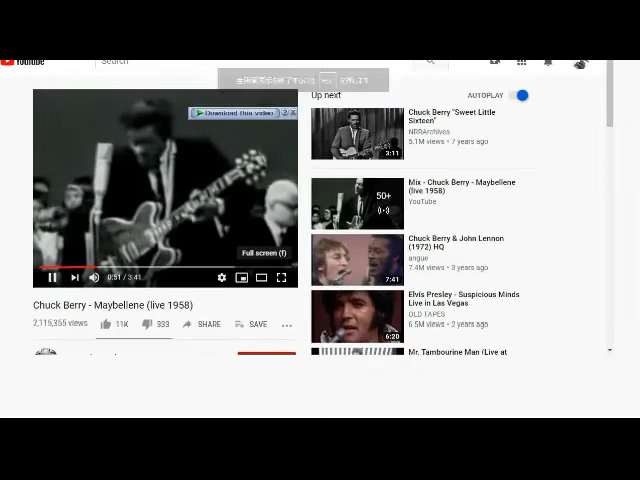 YouTube
Search
Download this video
?
X
Full screen (f)
0:51 / 3:41
Chuck Berry - Maybellene (live 1958)
2,115,355 views
11K
333
SHARE
SAVE
Up next
AUTOPLAY
3:11
Chuck Berry "Sweet Little
Sixteen"
NRRArchives
5.1M views • 7 years ago
50+
Mix - Chuck Berry - Maybellene
(live 1958)
YouTube
7:41
Chuck Berry & John Lennon
(1972) HQ
angue
7.4M views • 3 years ago
6:20
Elvis Presley - Suspicious Minds
Live in Las Vegas
OLD TAPES
6.5M views • 2 years ago
Mr. Tambourine Man (Live at